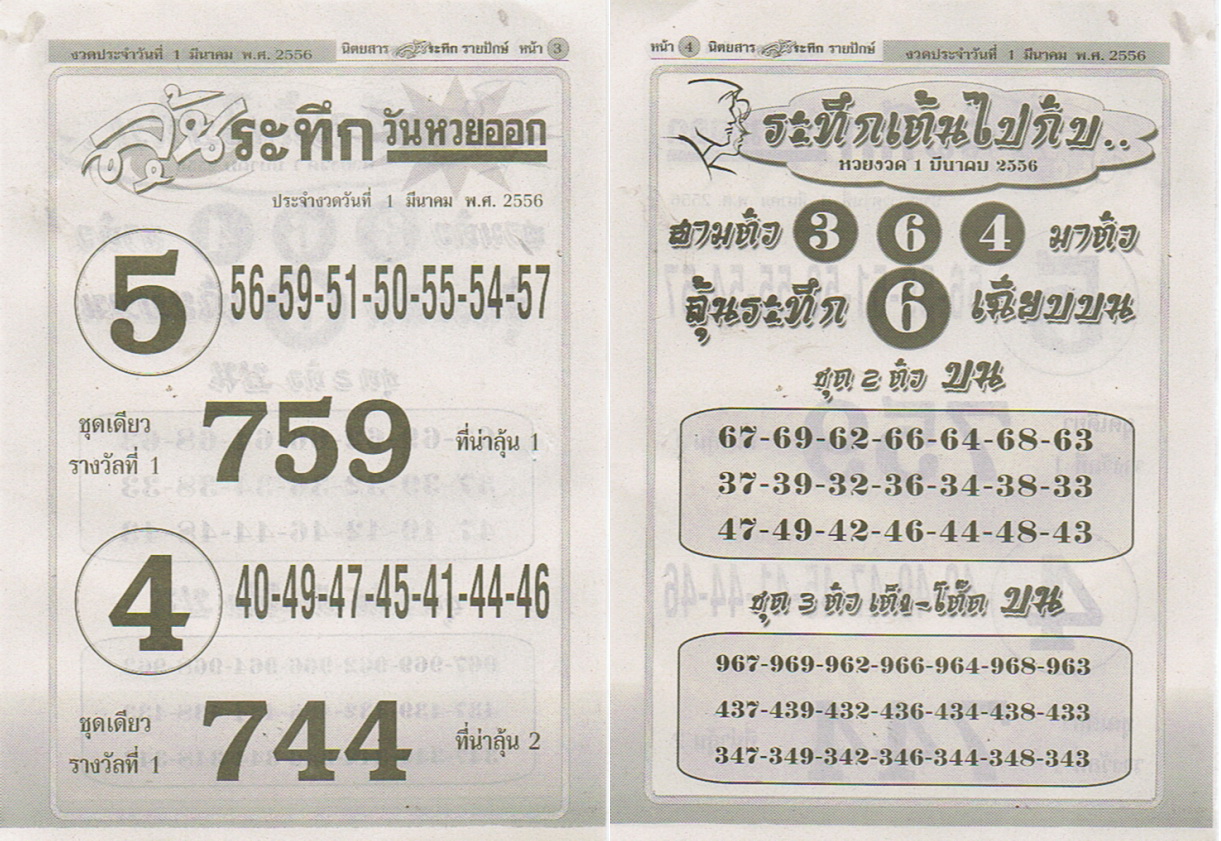 งวดประจำวันที่ 1 มีนาคม พ.ศ. 2556 นิตยสาร ลุ้นระทึก รายปักษ์ หน้า 3
ลุ้นระทึก วันหวยออก
ประจำงวดวันที่ 1 มีนาคม พ.ศ. 2556
5 56-59-51-50-55-54-57
ชุดเดียว
รางวัลที่ 1 759 ที่น่าลุ้น 1
4 40-49-47-45-41-44-46
ชุดเดียว
รางวัลที่ 1 744 ที่น่าลุ้น 2
หน้า 4 นิตยสาร ลุ้นระทึก รายปักษ์ งวดประจำวันที่ 1 มีนาคม พ.ศ. 2556
ระทึกเต้นไปกับ..
หวยงวด 1 มีนาคม 2556
สามตัว 3 6 4 มาตัว
ลุ้นระทึก 6 เฉียบบน
ชุด 2 ตัว บน
67-69-62-66-64-68-63
37-39-32-36-34-38-33
47-49-42-46-44-48-43
ชุด 3 ตัว เต็ง-โต๊ด บน
967-969-962-966-964-968-963
437-439-432-436-434-438-433
347-349-342-346-344-348-343